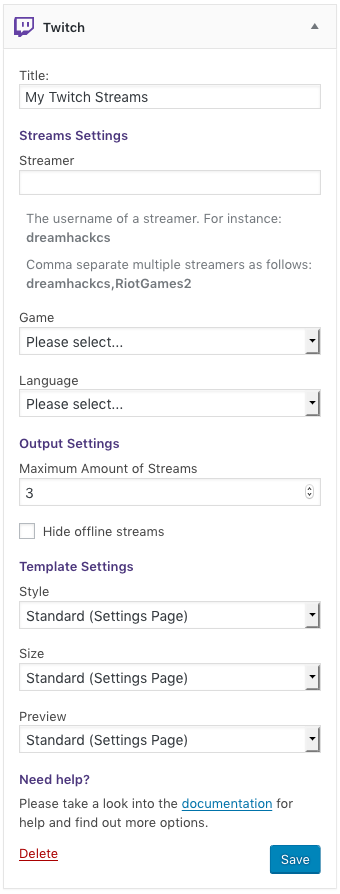 Twitch
Title:
My Twitch Streams
Streams Settings
Streamer
The username of a streamer. For instance:
dreamhackcs
Comma separate multiple streamers as follows:
dreamhackcs,RiotGames2
Game
Please select...
Language
Please select...
Output Settings
Maximum Amount of Streams
3
Hide offline streams
Template Settings
Style
Standard (Settings Page)
Size
Standard (Settings Page)
Preview
Standard (Settings Page)
Need help?
Please take a look into the documentation for
help and find out more options.
Delete
Save